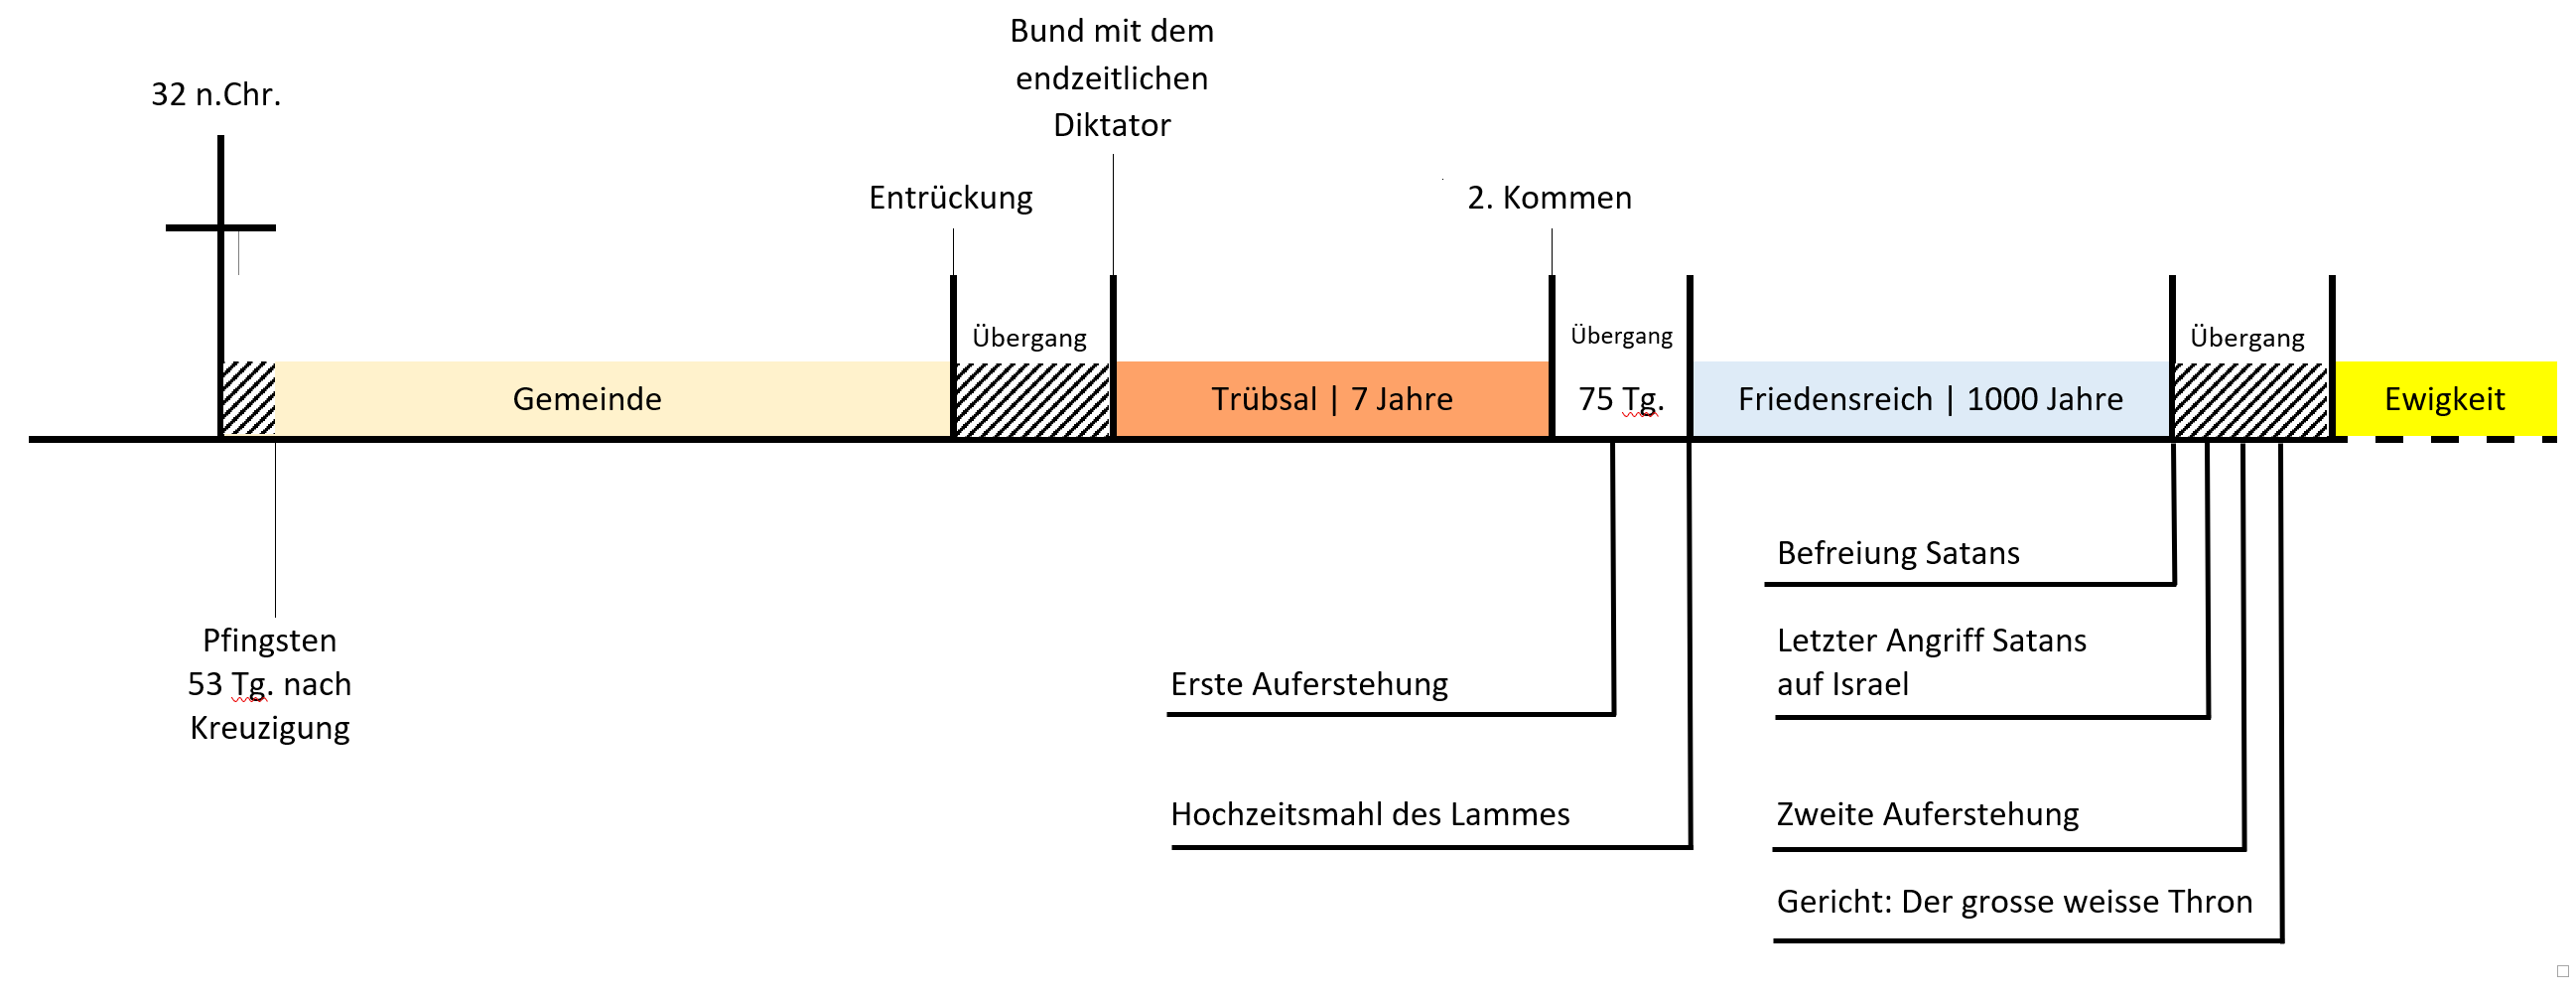 Bund mit dem
endzeitlichen
Diktator
32 n.Chr.
Entrückung
2. Kommen
Übergang
Übergang
Übergang
Gemeinde
Trübsal | 7 Jahre
75 Tg.
Friedensreich | 1000 Jahre
Ewigkeit
Pfingsten
53 Tg. nach
Kreuzigung
Erste Auferstehung
Hochzeitsmahl des Lammes
Befreiung Satans
Letzter Angriff Satans
auf Israel
Zweite Auferstehung
Gericht: Der grosse weisse Thron